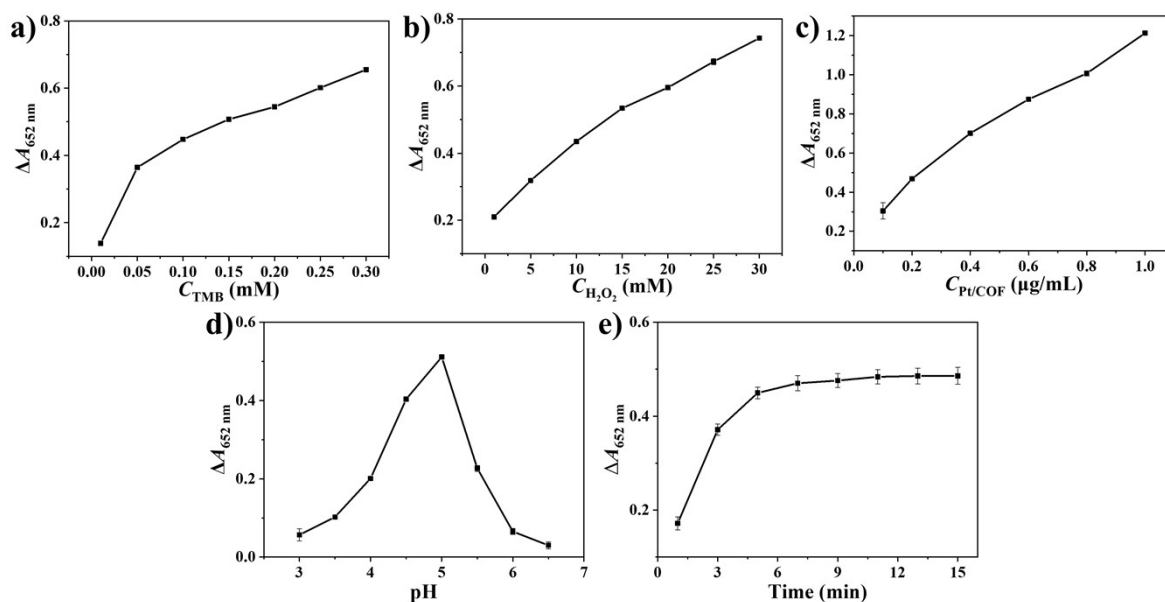 a)
0.8
0.6
0.4
0.2
ΔA652 nm
0.00 0.05 0.10 0.15 0.20 0.25 0.30
CTMB (mM)
b)
0.8
0.6
0.4
0.2
ΔA652 nm
0 5 10 15 20 25 30
CH2O2 (mM)
c)
1.2
1.0
0.8
0.6
0.4
0.2
ΔA652 nm
0.0 0.2 0.4 0.6 0.8 1.0
CPt/COF (μg/mL)
d)
0.6
0.4
0.2
0.0
ΔA652 nm
3 4 5 6 7
pH
e)
0.6
0.4
0.2
ΔA652 nm
0 3 6 9 12 15
Time (min)